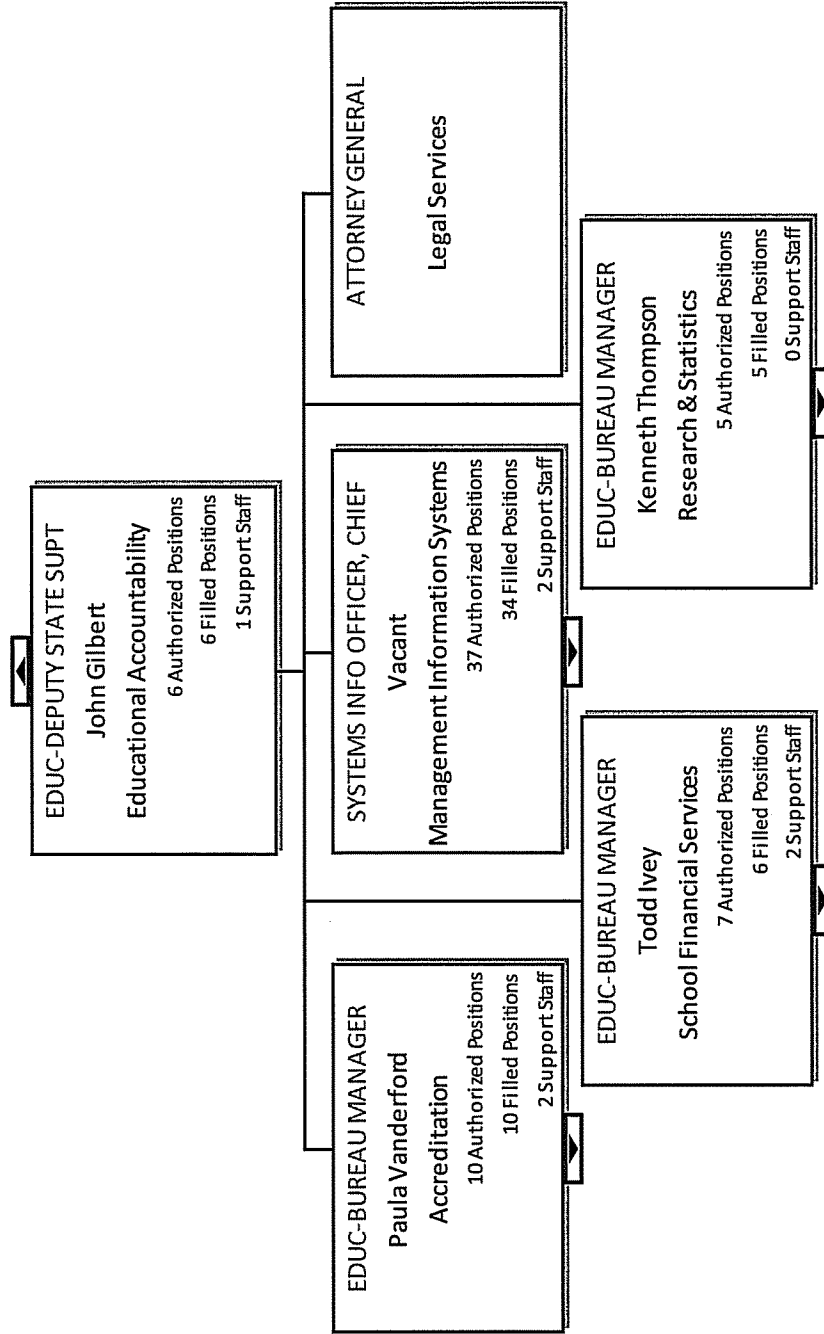 EDUC-DEPUTY STATE SUPT
John Gilbert
Educational Accountability
6 Authorized Positions
6 Filled Positions
1 Support Staff
EDUC-BUREAU MANAGER
Paula Vanderford
Accreditation
10 Authorized Positions
10 Filled Positions
2 Support Staff
SYSTEMS INFO OFFICER, CHIEF
Vacant
Management Information Systems
37 Authorized Positions
34 Filled Positions
2 Support Staff
ATTORNEY GENERAL
Legal Services
EDUC-BUREAU MANAGER
Todd Ivey
School Financial Services
7 Authorized Positions
6 Filled Positions
2 Support Staff
EDUC-BUREAU MANAGER
Kenneth Thompson
Research & Statistics
5 Authorized Positions
5 Filled Positions
0 Support Staff